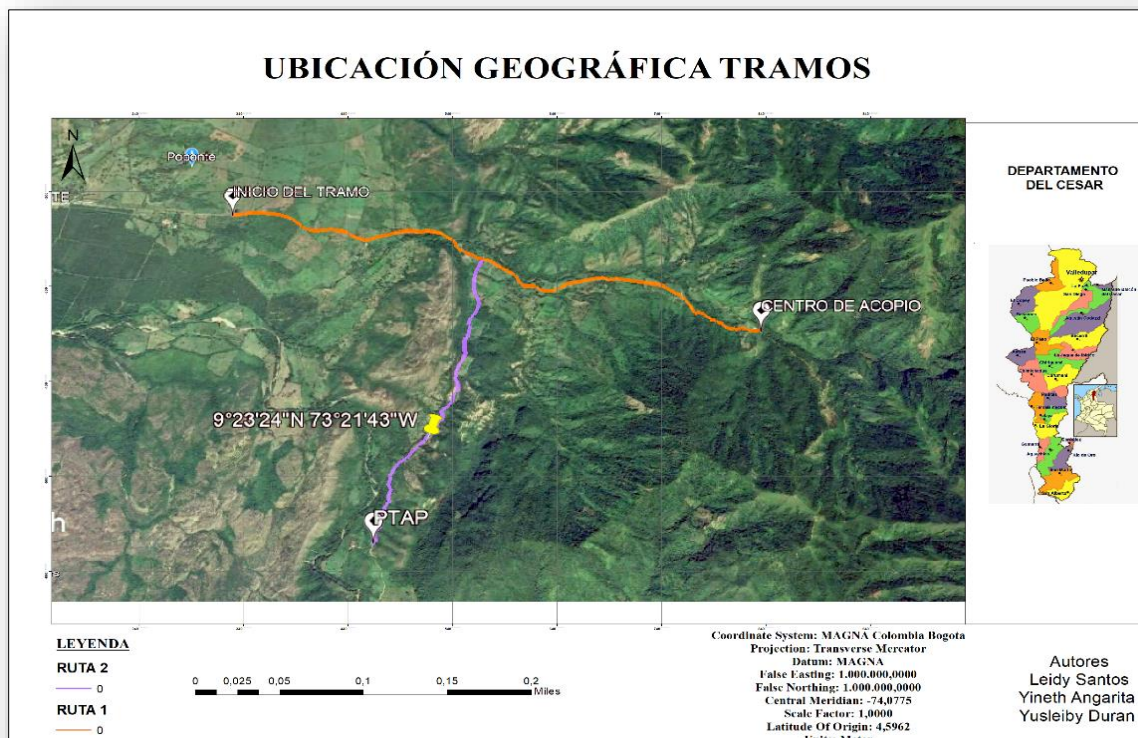 UBICACIÓN GEOGRÁFICA TRAMOS
N
Poponte
INICIO DEL TRAMO
TE
CENTRO DE ACOPIO
9°23'24"N 73°21'43"W
PTAP
h
DEPARTAMENTO
DEL CESAR
Valledupar
LEYENDA
RUTA 2
0
RUTA 1
0
0 0,025 0,05 0,1 0,15 0,2
Miles
Coordinate System: MAGNA Colombia Bogota
Projection: Transverse Mercator
Datum: MAGNA
False Easting: 1.000.000,0000
False Northing: 1.000.000,0000
Central Meridian: -74,0775
Scale Factor: 1,0000
Latitude Of Origin: 4,5962
Autores
Leidy Santos
Yineth Angarita
Yusleiby Duran